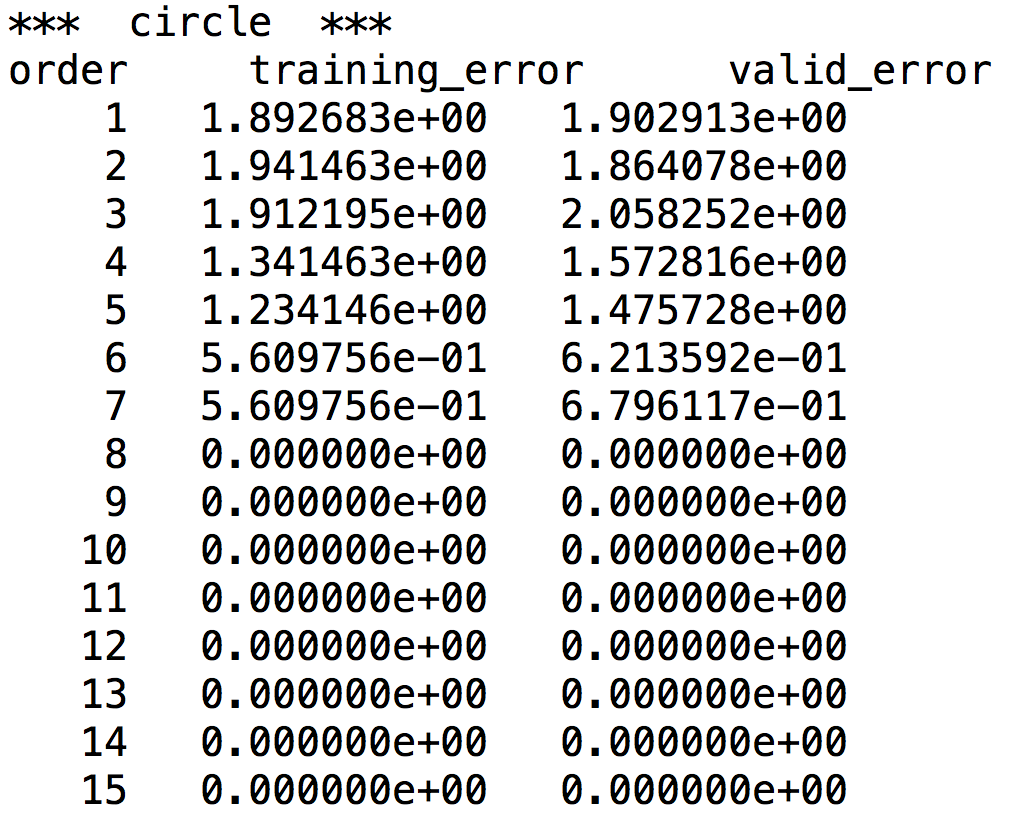 ***  circle  ***
order     training_error      valid_error
    1   1.892683e+00   1.902913e+00
    2   1.941463e+00   1.864078e+00
    3   1.912195e+00   2.058252e+00
    4   1.341463e+00   1.572816e+00
    5   1.234146e+00   1.475728e+00
    6   5.609756e-01   6.213592e-01
    7   5.609756e-01   6.796117e-01
    8   0.000000e+00   0.000000e+00
    9   0.000000e+00   0.000000e+00
   10   0.000000e+00   0.000000e+00
   11   0.000000e+00   0.000000e+00
   12   0.000000e+00   0.000000e+00
   13   0.000000e+00   0.000000e+00
   14   0.000000e+00   0.000000e+00
   15   0.000000e+00   0.000000e+00